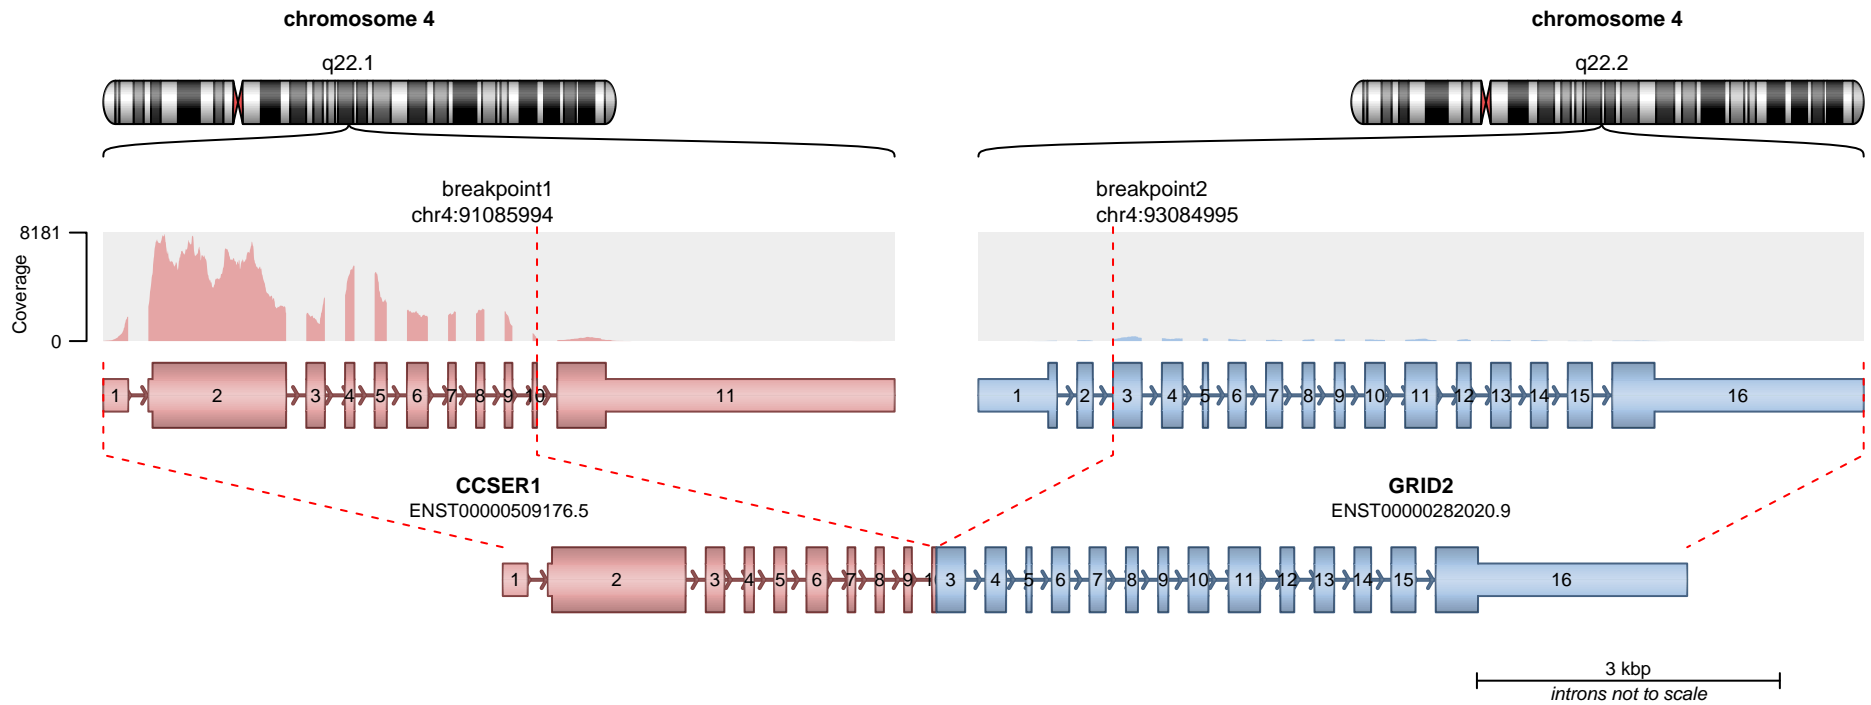 chromosome 4
chromosome 4
q22.1
q22.2
breakpoint1
chr4:91085994
breakpoint2
chr4:93084995
8181
Coverage
0
1 2 3 4 5 6 7 8 9 10 11
1 2 3 4 5 6 7 8 9 10 11 12 13 14 15 16
CCSER1
ENST00000509176.5
GRID2
ENST00000282020.9
1 2 3 4 5 6 7 8 9 1 3 4 5 6 7 8 9 10 11 12 13 14 15 16
3 kbp
introns not to scale